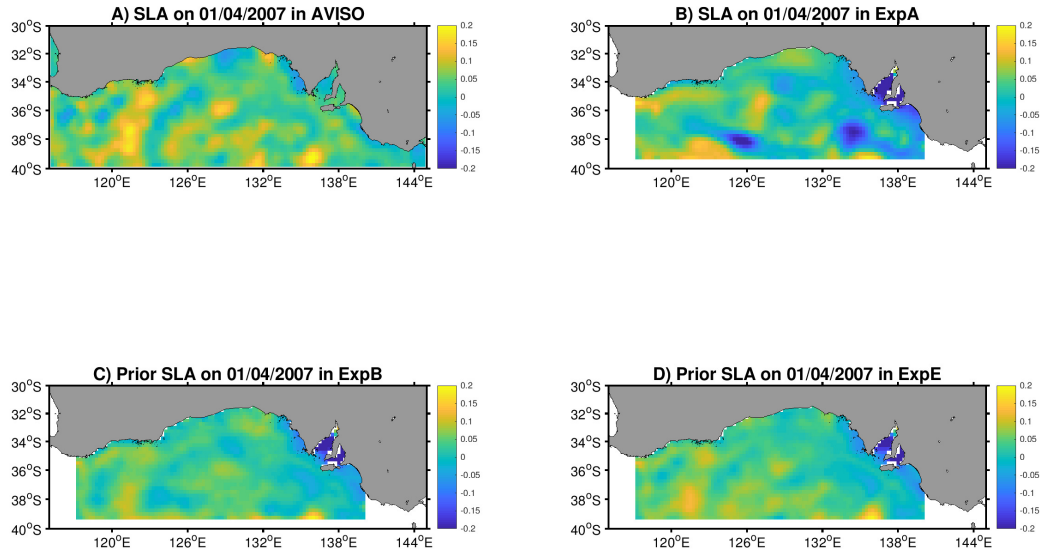 A) SLA on 01/04/2007 in AVISO
30°S
32°S
34°S
36°S
38°S
40°S
120°E 126°E 132°E 138°E 144°E
0.2
0.15
0.1
0.05
0
-0.05
-0.1
-0.15
-0.2
B) SLA on 01/04/2007 in ExpA
30°S
32°S
34°S
36°S
38°S
40°S
120°E 126°E 132°E 138°E 144°E
0.2
0.15
0.1
0.05
0
-0.05
-0.1
-0.15
-0.2
C) Prior SLA on 01/04/2007 in ExpB
30°S
32°S
34°S
36°S
38°S
40°S
120°E 126°E 132°E 138°E 144°E
0.2
0.15
0.1
0.05
0
-0.05
-0.1
-0.15
-0.2
D) Prior SLA on 01/04/2007 in ExpE
30°S
32°S
34°S
36°S
38°S
40°S
120°E 126°E 132°E 138°E 144°E
0.2
0.15
0.1
0.05
0
-0.05
-0.1
-0.15
-0.2